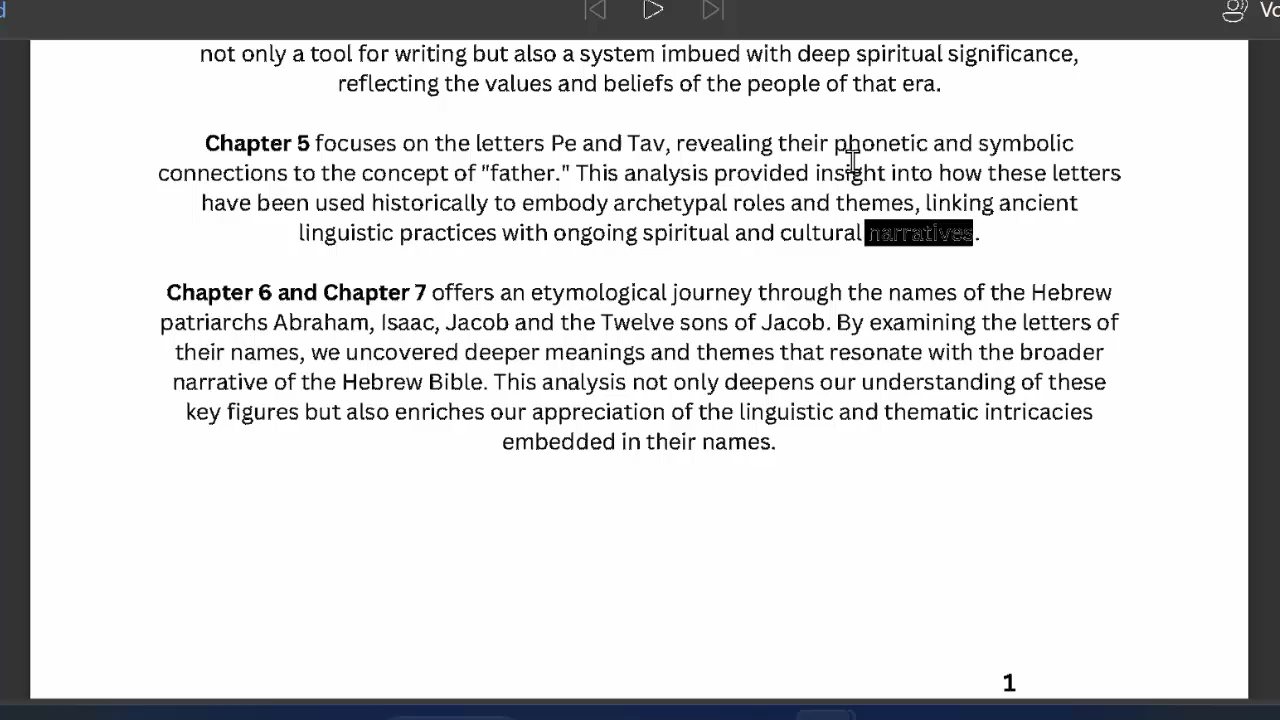 Vo
not only a tool for writing but also a system imbued with deep spiritual significance,
reflecting the values and beliefs of the people of that era.
Chapter 5 focuses on the letters Pe and Tav, revealing their phonetic and symbolic
connections to the concept of "father." This analysis provided insight into how these letters
have been used historically to embody archetypal roles and themes, linking ancient
linguistic practices with ongoing spiritual and cultural narratives.
Chapter 6 and Chapter 7 offers an etymological journey through the names of the Hebrew
patriarchs Abraham, Isaac, Jacob and the Twelve sons of Jacob. By examining the letters of
their names, we uncovered deeper meanings and themes that resonate with the broader
narrative of the Hebrew Bible. This analysis not only deepens our understanding of these
key figures but also enriches our appreciation of the linguistic and thematic intricacies
embedded in their names.
1